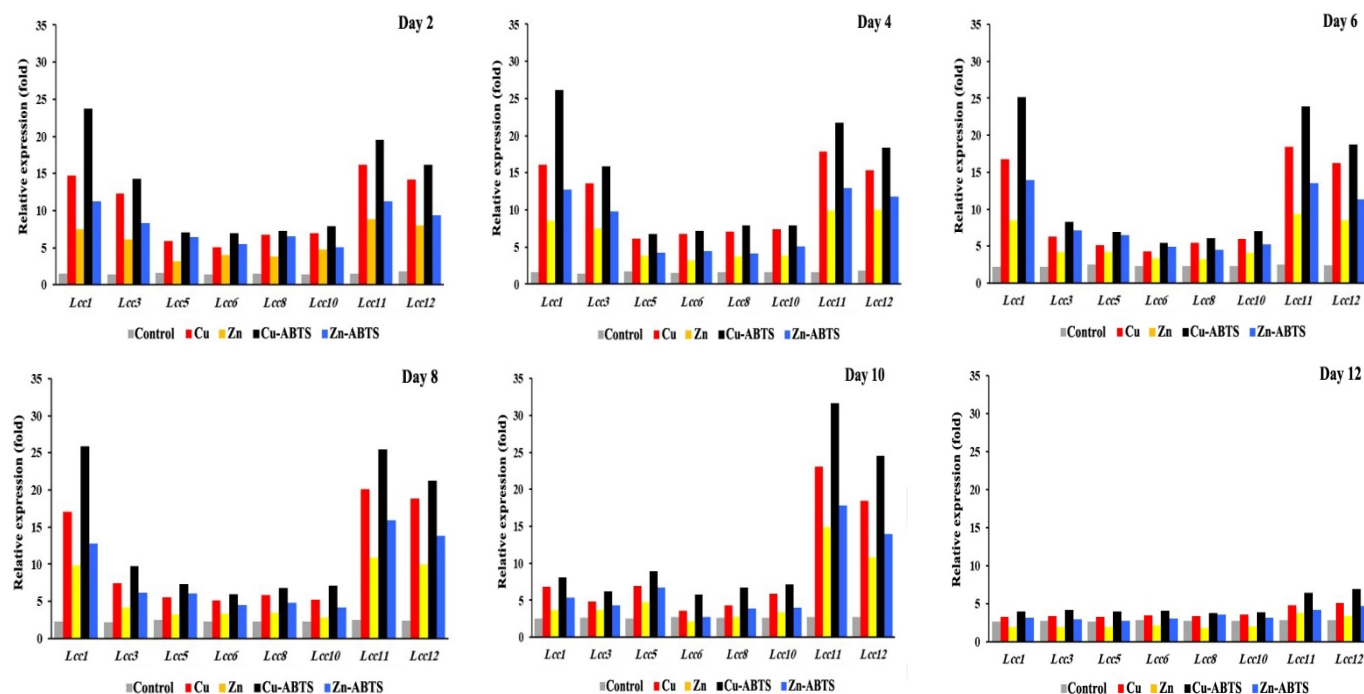 Day 2
Relative expression (fold)
35
30
25
20
15
10
5
0
Lcc1 Lcc3 Lcc5 Lcc6 Lcc8 Lcc10 Lcc11 Lcc12
Control Cu Zn Cu-ABTS Zn-ABTS
Day 4
Relative expression (fold)
35
30
25
20
15
10
5
0
Lcc1 Lcc3 Lcc5 Lcc6 Lcc8 Lcc10 Lcc11 Lcc12
Control Cu Zn Cu-ABTS Zn-ABTS
Day 6
Relative expression (fold)
35
30
25
20
15
10
5
0
Lcc1 Lcc3 Lcc5 Lcc6 Lcc8 Lcc10 Lcc11 Lcc12
Control Cu Zn Cu-ABTS Zn-ABTS
Day 8
Relative expression (fold)
35
30
25
20
15
10
5
0
Lcc1 Lcc3 Lcc5 Lcc6 Lcc8 Lcc10 Lcc11 Lcc12
Control Cu Zn Cu-ABTS Zn-ABTS
Day 10
Relative expression (fold)
35
30
25
20
15
10
5
0
Lcc1 Lcc3 Lcc5 Lcc6 Lcc8 Lcc10 Lcc11 Lcc12
Control Cu Zn Cu-ABTS Zn-ABTS
Day 12
Relative expression (fold)
35
30
25
20
15
10
5
0
Lcc1 Lcc3 Lcc5 Lcc6 Lcc8 Lcc10 Lcc11 Lcc12
Control Cu Zn Cu-ABTS Zn-ABTS